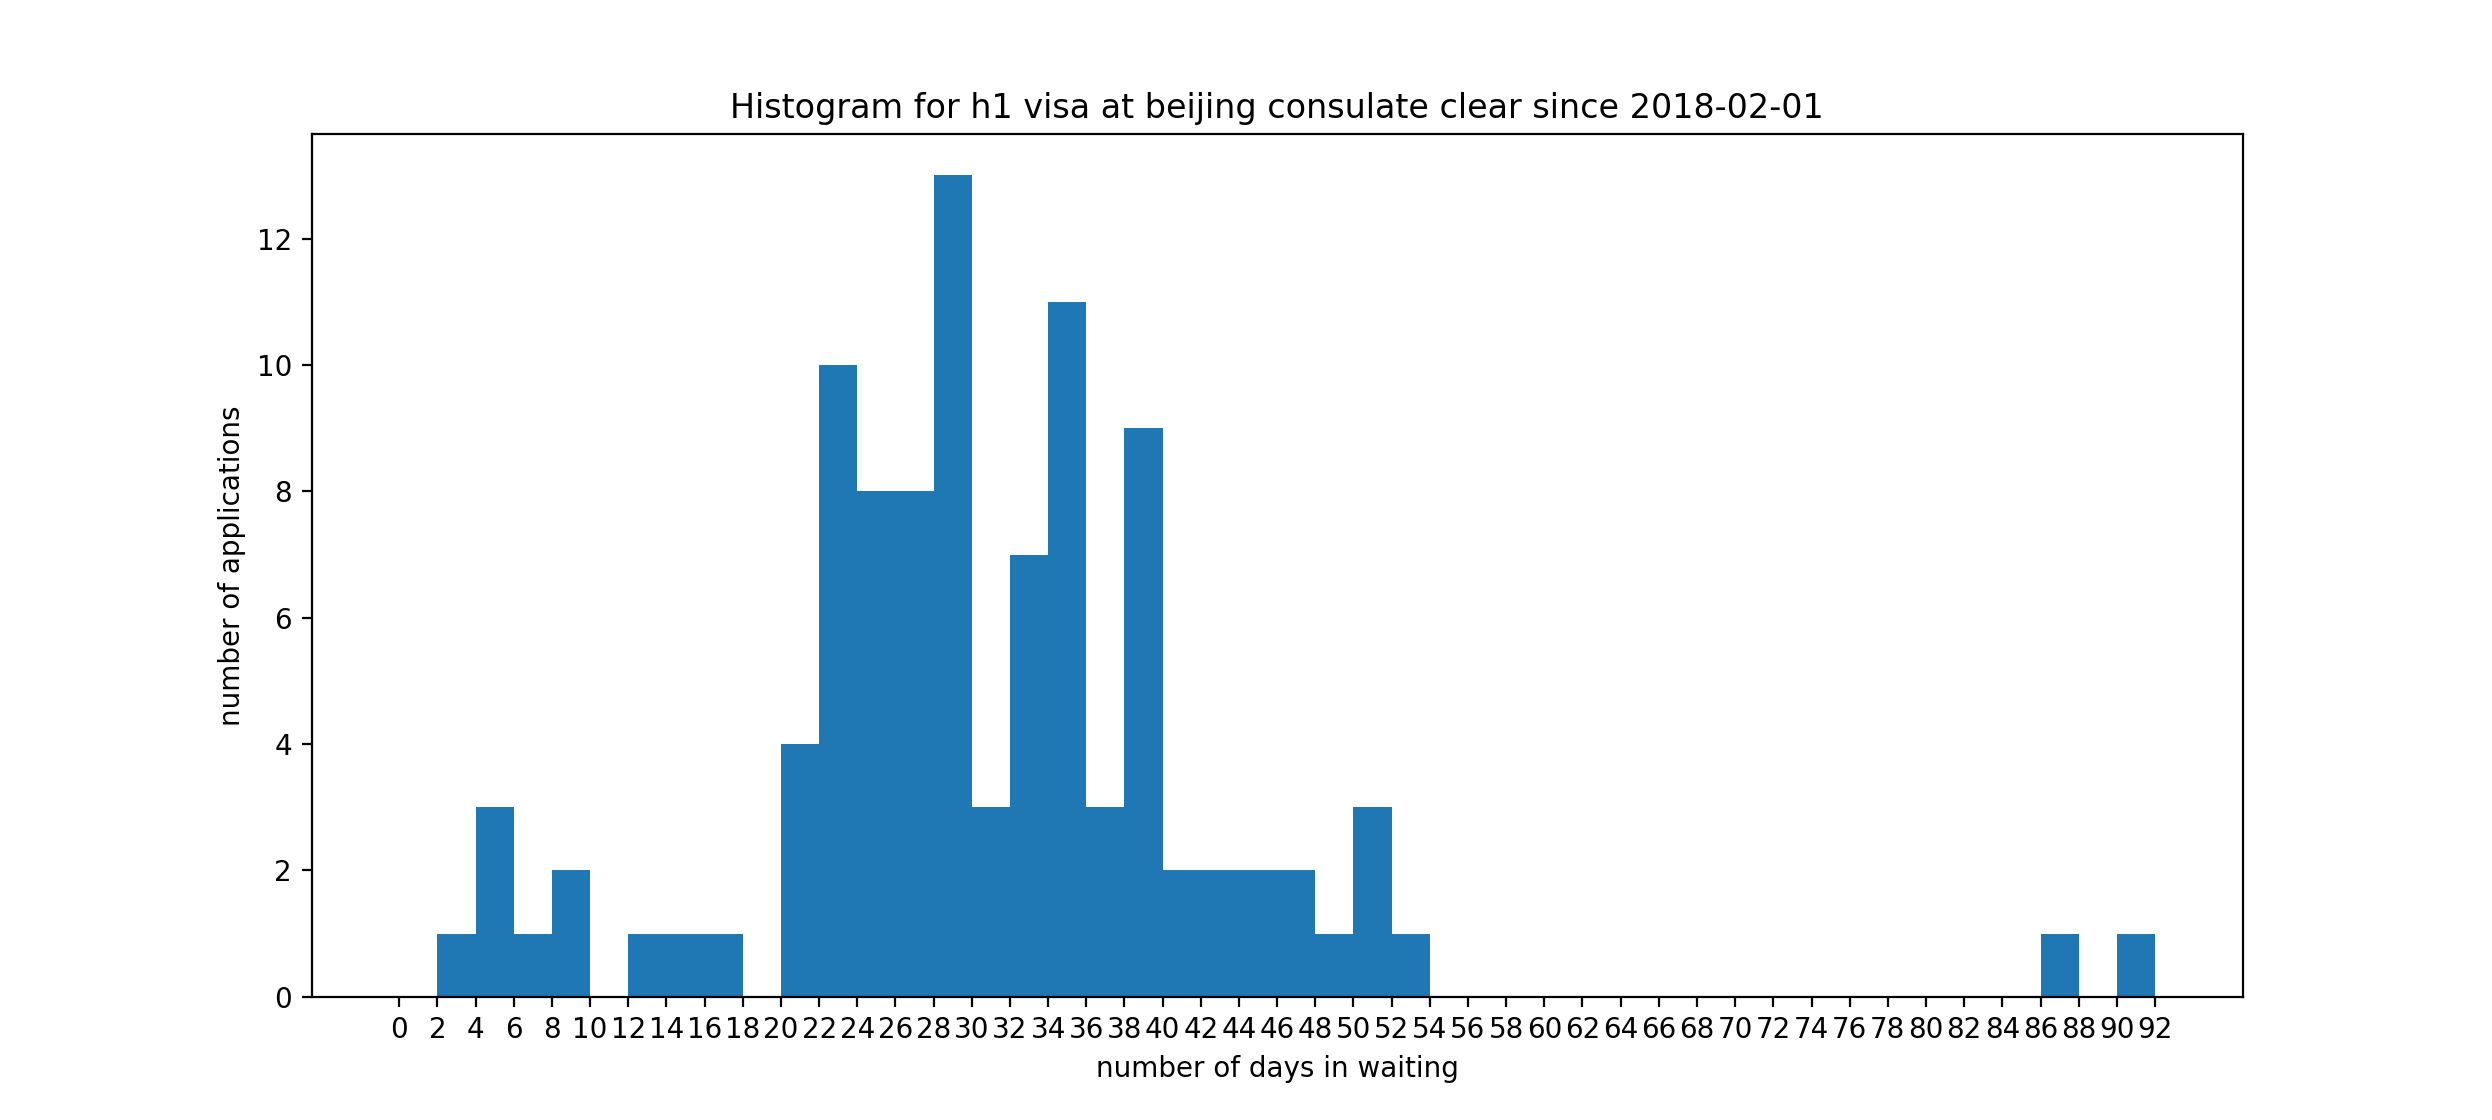 Histogram for h1 visa at beijing consulate clear since 2018-02-01
number of applications
12
10
8
6
4
2
0
0 2 4 6 8 10 12 14 16 18 20 22 24 26 28 30 32 34 36 38 40 42 44 46 48 50 52 54 56 58 60 62 64 66 68 70 72 74 76 78 80 82 84 86 88 90 92
number of days in waiting